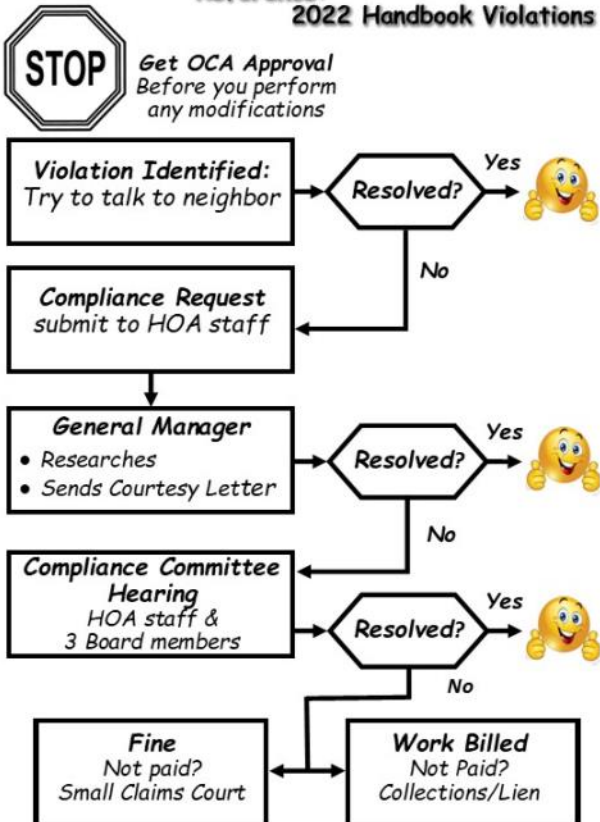 2022 Handbook Violations
STOP
Get OCA Approval
Before you perform
any modifications
Violation Identified:
Try to talk to neighbor
Resolved?
Yes
No
Compliance Request
submit to HOA staff
General Manager
• Researches
• Sends Courtesy Letter
Resolved?
Yes
No
Compliance Committee
Hearing
HOA staff &
3 Board members
Resolved?
Yes
No
Fine
Not paid?
Small Claims Court
Work Billed
Not Paid?
Collections/Lien